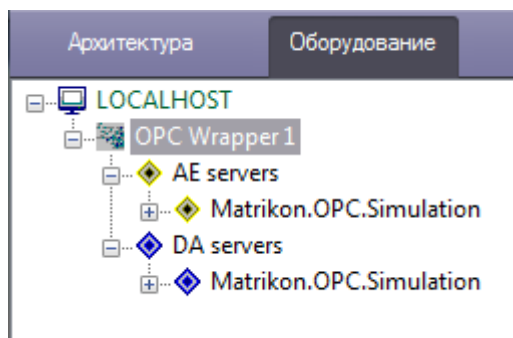 Архитектура Оборудование
LOCALHOST
OPC Wrapper 1
AE servers
Matrikon.OPC.Simulation
DA servers
Matrikon.OPC.Simulation